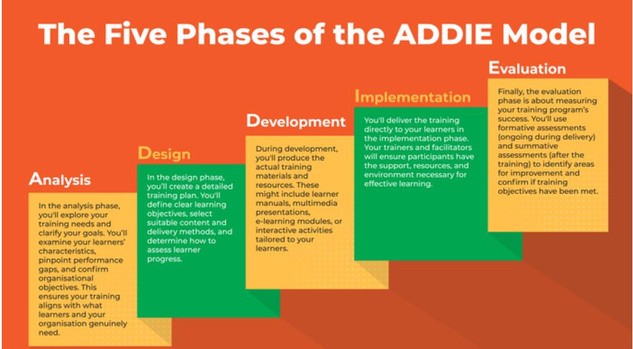 The Five Phases of the ADDIE Model
Analysis
In the analysis phase,
you'll explore your
training needs and
clarify your goals. You'll
examine your learners'
characteristics,
pinpoint performance
gaps, and confirm
organisational
objectives. This
ensures your training
aligns with what
learners and your
organisation genuinely
need.
Design
In the design phase,
you'll create a detailed
training plan. You'll
define clear learning
objectives, select
suitable content and
delivery methods, and
determine how to
assess learner
progress.
Development
During development,
you'll produce the
actual training
materials and
resources. These
might include learner
manuals, multimedia
presentations,
e-learning modules, or
interactive activities
tailored to your
learners.
Implementation
You'll deliver the training
directly to your learners
in the implementation
phase. Your trainers and facilitators
will ensure participants have
the support, resources, and
environment necessary for
effective learning.
Evaluation
Finally, the evaluation
phase is about measuring
your training program's
success. You'll use
formative assessments
(ongoing during delivery)
and summative
assessments (after the
training) to identify areas
for improvement and
confirm if training
objectives have been met.